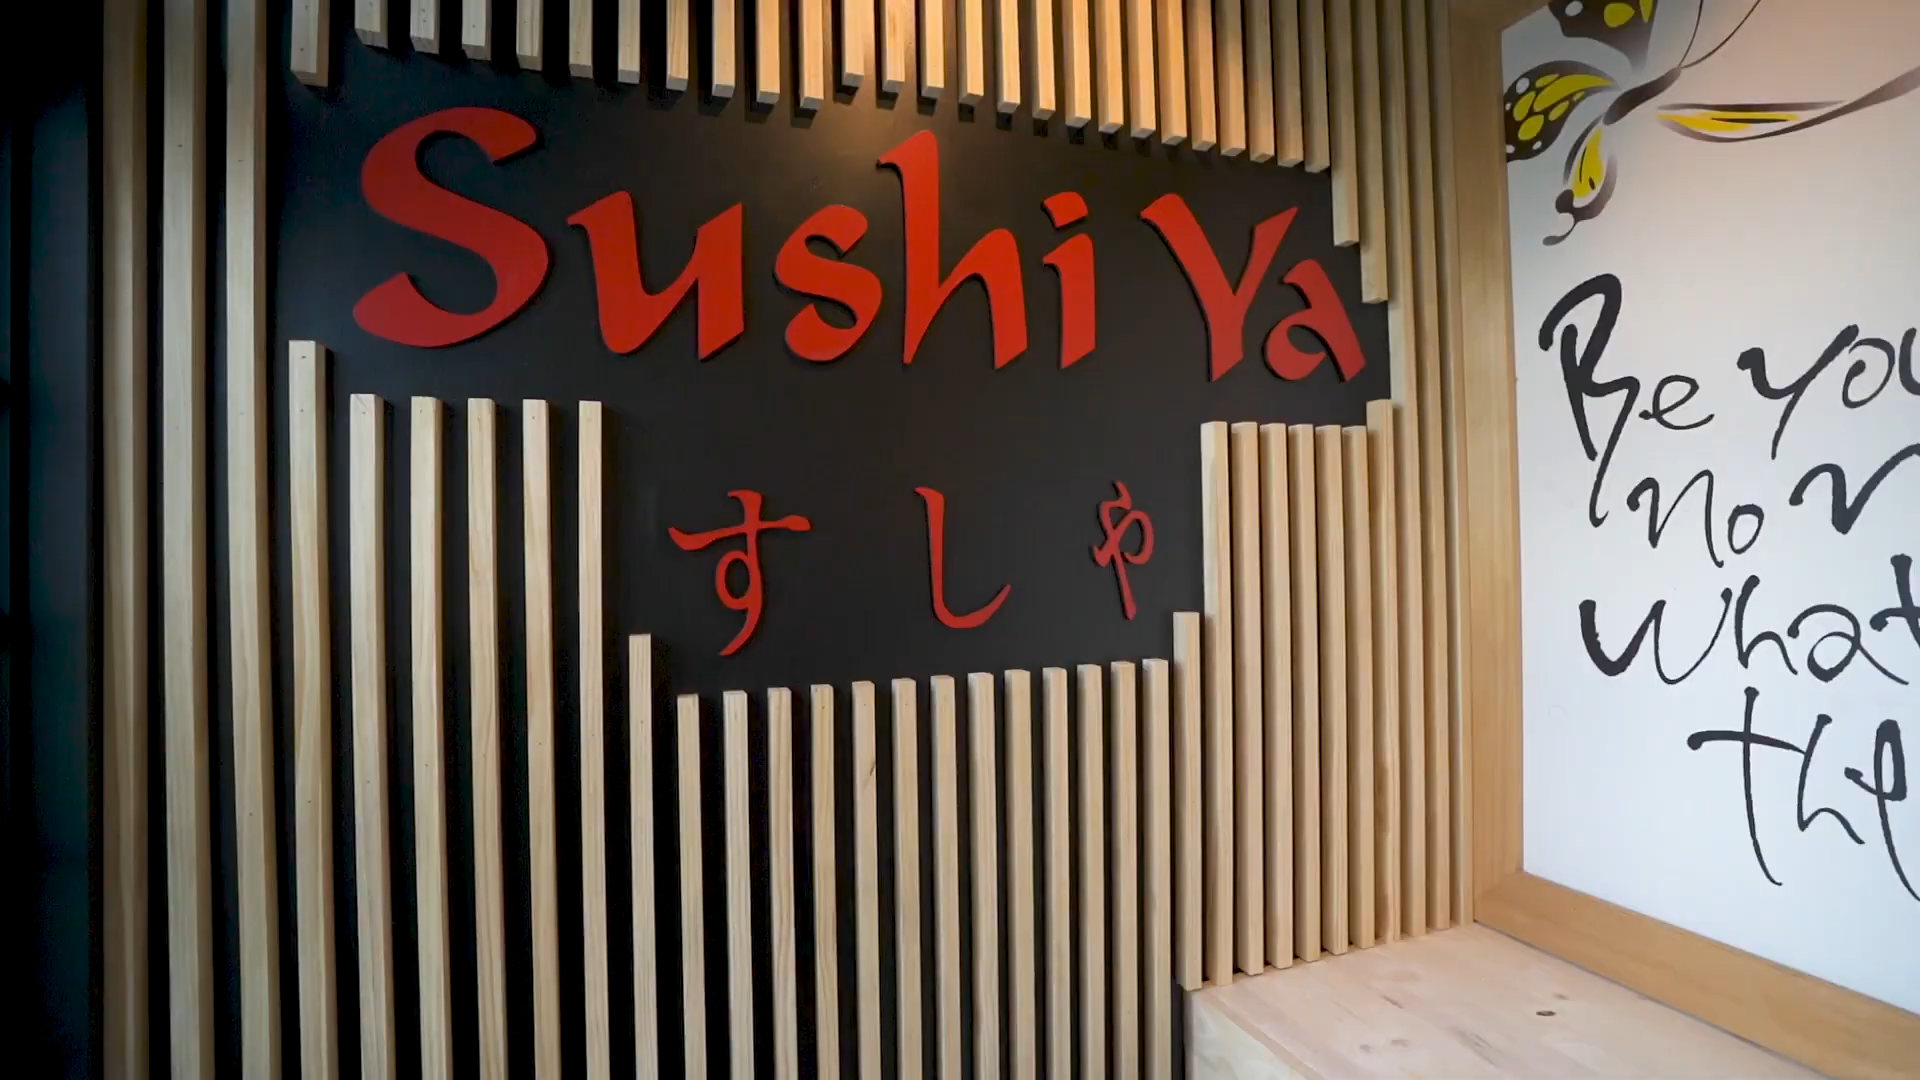 Sushi Ya
すしや
Be you
no
what
the